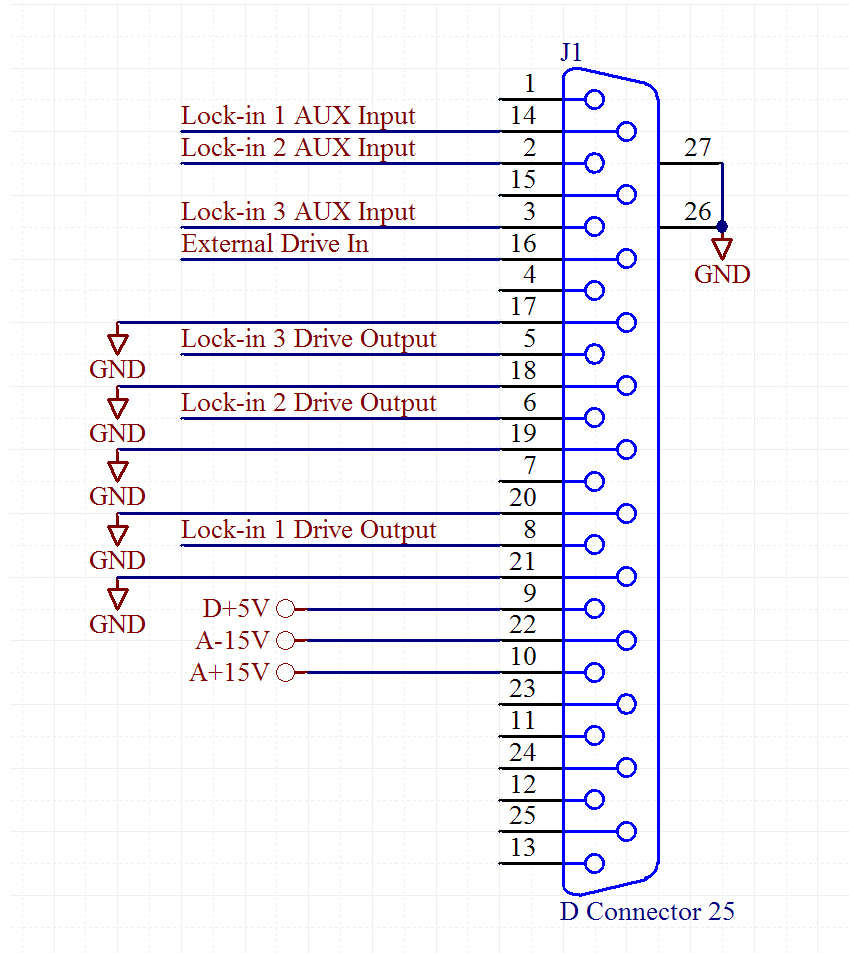 J1
1
Lock-in 1 AUX Input 14
Lock-in 2 AUX Input 2 27
15
Lock-in 3 AUX Input 3 26
External Drive In 16
GND
4
17
Lock-in 3 Drive Output 5
GND
18
Lock-in 2 Drive Output 6
GND
19
7
GND
20
Lock-in 1 Drive Output 8
GND
21
D+5V 9
GND
A-15V 22
A+15V 10
23
11
24
12
25
13
D Connector 25